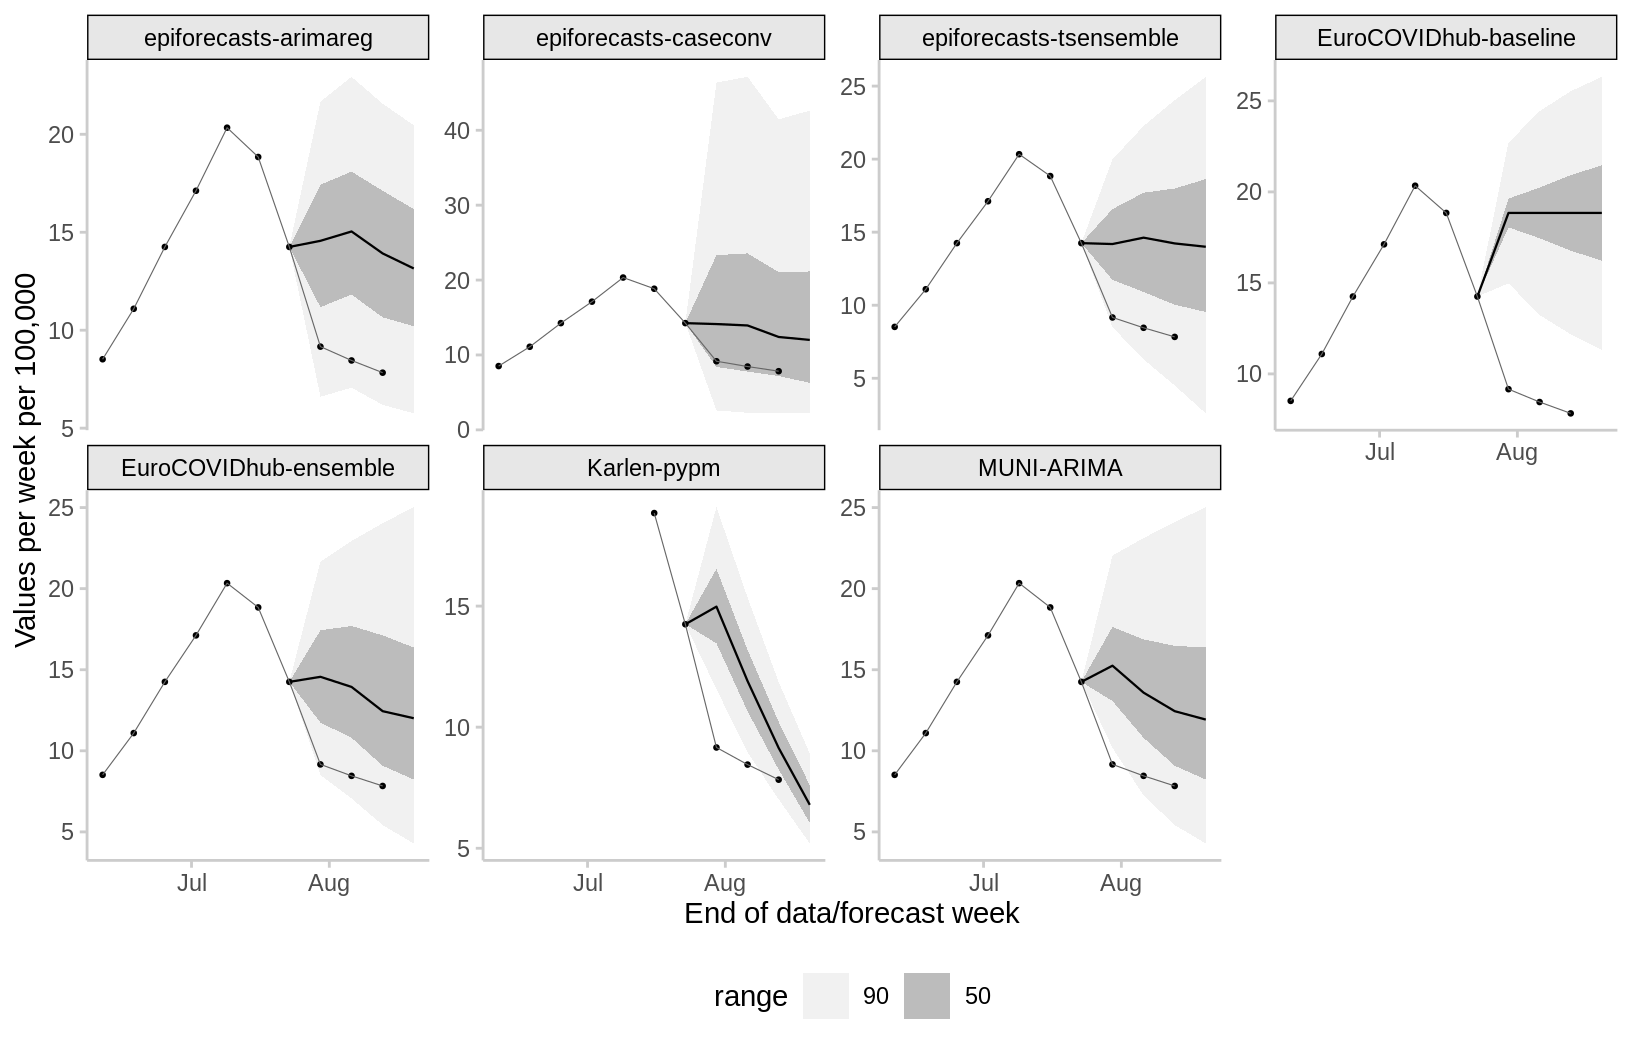 epiforecasts-arimareg
epiforecasts-caseconv
epiforecasts-tsensemble
EuroCOVIDhub-baseline
20
15
10
5
40
30
20
10
0
25
20
15
10
5
25
20
15
10
Jul
Aug
Values per week per 100,000
EuroCOVIDhub-ensemble
Karlen-pypm
MUNI-ARIMA
25
20
15
10
5
15
10
5
25
20
15
10
5
Jul
Aug
Jul
Aug
Jul
Aug
End of data/forecast week
range
90
50